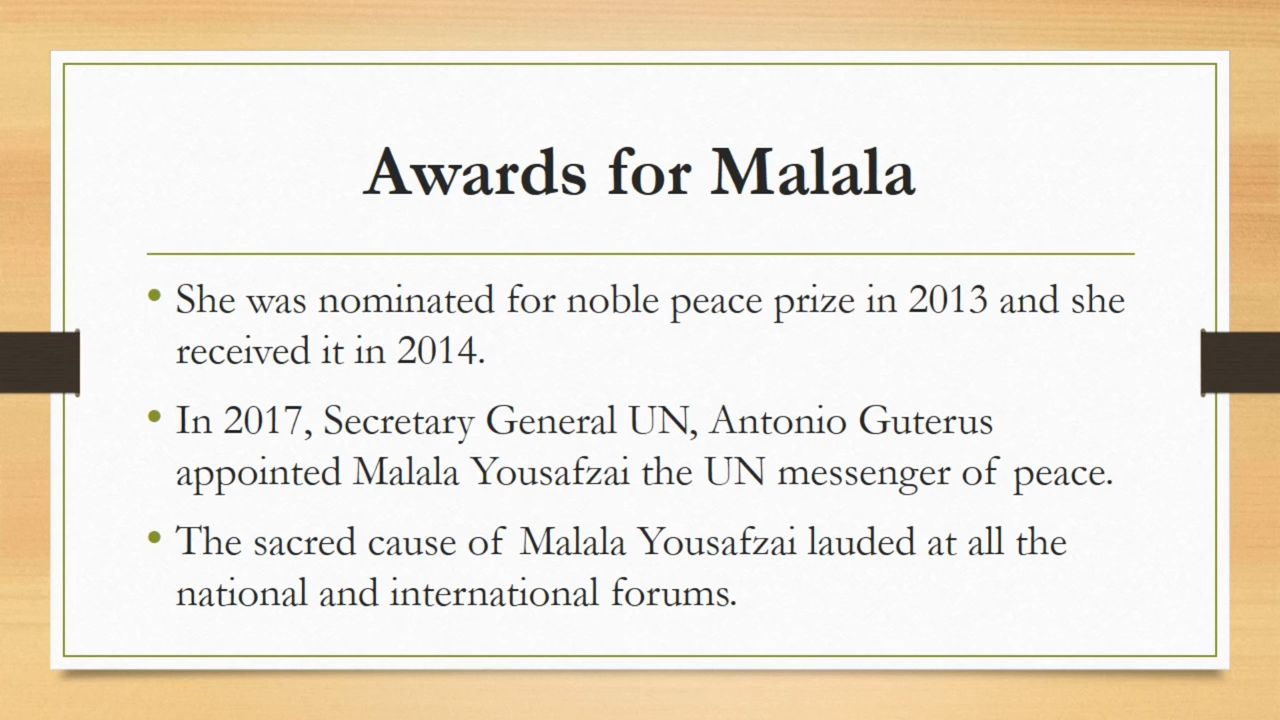 Awards for Malala
• She was nominated for noble peace prize in 2013 and she
received it in 2014.
• In 2017, Secretary General UN, Antonio Guterus
appointed Malala Yousafzai the UN messenger of peace.
• The sacred cause of Malala Yousafzai lauded at all the
national and international forums.